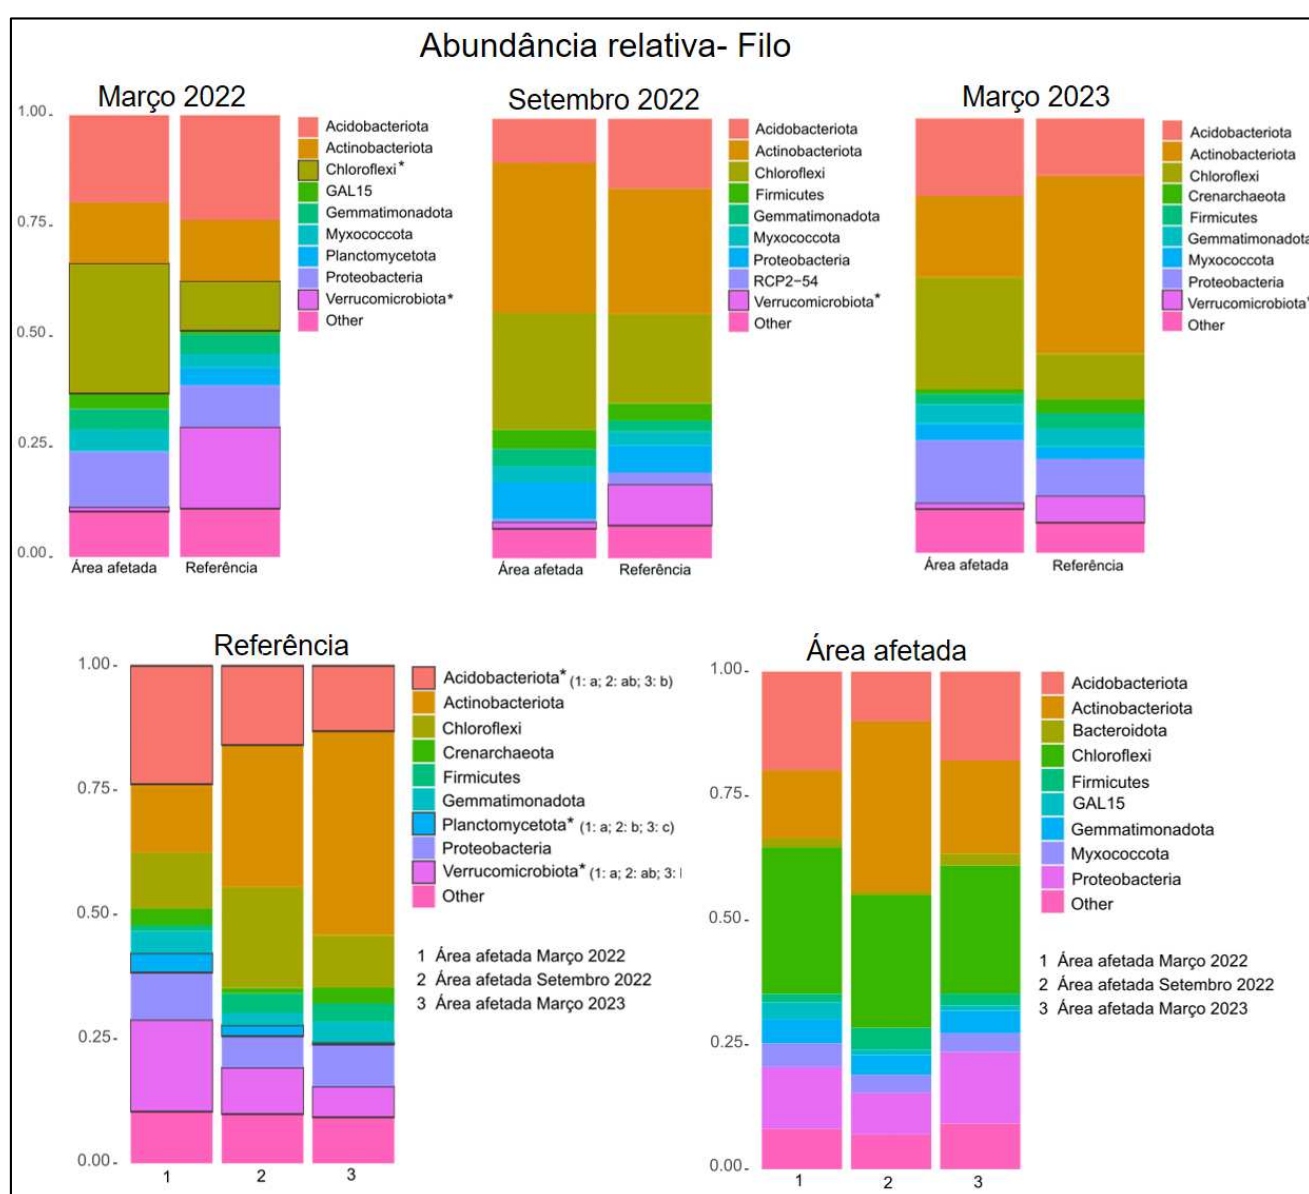 Abundância relativa- Filo
Março 2022
1.00
0.75
0.50
0.25
0.00
Área afetada
Referência
Acidobacteriota
Actinobacteriota
Chloroflexi*
GAL15
Gemmatimonadota
Myxococcota
Planctomycetota
Proteobacteria
Verrucomicrobiota*
Other
Setembro 2022
Área afetada
Referência
Acidobacteriota
Actinobacteriota
Chloroflexi
Firmicutes
Gemmatimonadota
Myxococcota
Proteobacteria
RCP2-54
Verrucomicrobiota*
Other
Março 2023
Área afetada
Referência
Acidobacteriota
Actinobacteriota
Chloroflexi
Crenarchaeota
Firmicutes
Gemmatimonadota
Myxococcota
Proteobacteria
Verrucomicrobiota*
Other
Referência
1.00
0.75
0.50
0.25
0.00
1
2
3
Acidobacteriota* (1: a; 2: ab; 3: b)
Actinobacteriota
Chloroflexi
Crenarchaeota
Firmicutes
Gemmatimonadota
Planctomycetota* (1: a; 2: b; 3: c)
Proteobacteria
Verrucomicrobiota* (1: a; 2: ab; 3:
Other
1 Área afetada Março 2022
2 Área afetada Setembro 2022
3 Área afetada Março 2023
Área afetada
1.00
0.75
0.50
0.25
0.00
1
2
3
Acidobacteriota
Actinobacteriota
Bacteroidota
Chloroflexi
Firmicutes
GAL15
Gemmatimonadota
Myxococcota
Proteobacteria
Other
1 Área afetada Março 2022
2 Área afetada Setembro 2022
3 Área afetada Março 2023